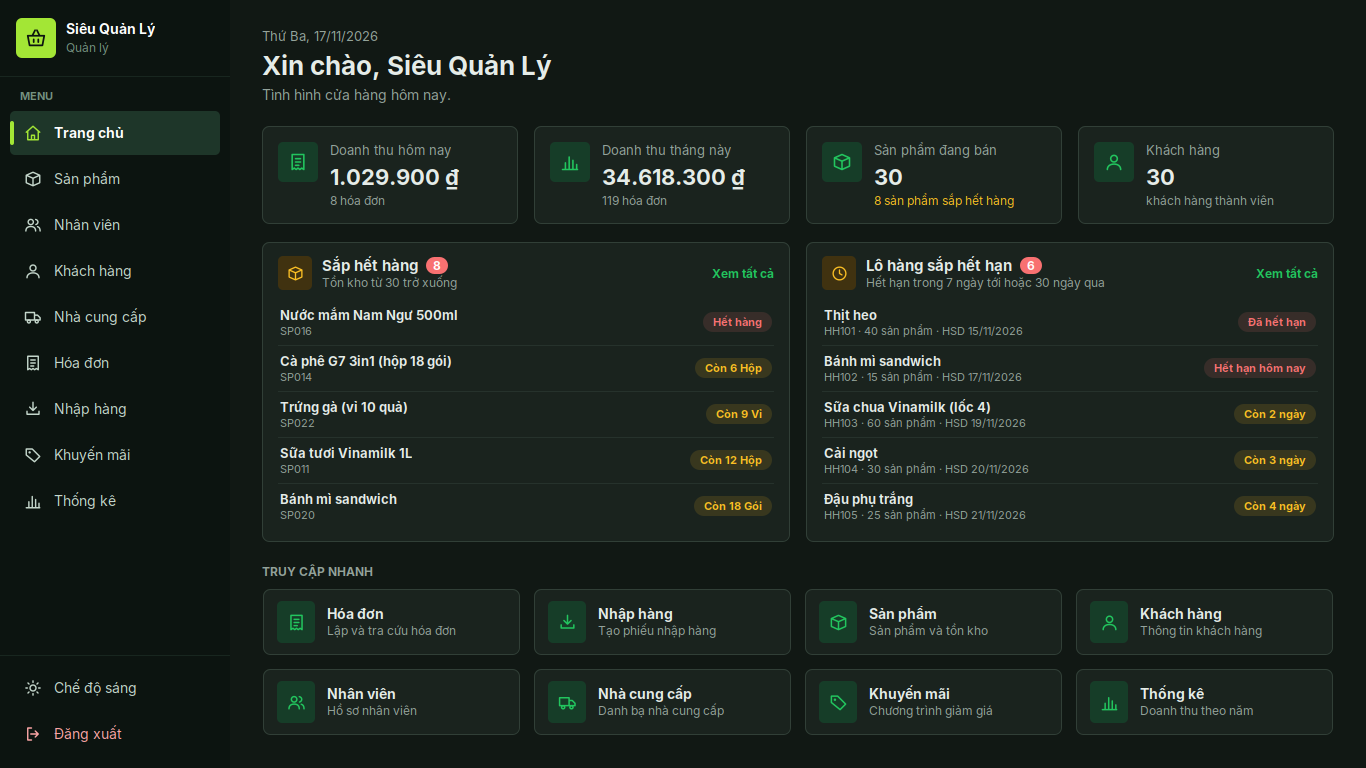 Siêu Quản Lý
Quản lý
MENU
Trang chủ
Sản phẩm
Nhân viên
Khách hàng
Nhà cung cấp
Hóa đơn
Nhập hàng
Khuyến mãi
Thống kê
Chế độ sáng
Đăng xuất
Thứ Ba, 17/11/2026
Xin chào, Siêu Quản Lý
Tình hình cửa hàng hôm nay.
Doanh thu hôm nay
1.029.900 ₫
8 hóa đơn
Doanh thu tháng này
34.618.300 ₫
119 hóa đơn
Sản phẩm đang bán
30
8 sản phẩm sắp hết hàng
Khách hàng
30
khách hàng thành viên
Sắp hết hàng 8
Tồn kho từ 30 trở xuống
Xem tất cả
Nước mắm Nam Ngư 500ml
SP016
Hết hàng
Cà phê G7 3in1 (hộp 18 gói)
SP014
Còn 6 Hộp
Trứng gà (vỉ 10 quả)
SP022
Còn 9 Vỉ
Sữa tươi Vinamilk 1L
SP011
Còn 12 Hộp
Bánh mì sandwich
SP020
Còn 18 Gói
Lô hàng sắp hết hạn 6
Hết hạn trong 7 ngày tới hoặc 30 ngày qua
Xem tất cả
Thịt heo
HH101 · 40 sản phẩm · HSD 15/11/2026
Đã hết hạn
Bánh mì sandwich
HH102 · 15 sản phẩm · HSD 17/11/2026
Hết hạn hôm nay
Sữa chua Vinamilk (lốc 4)
HH103 · 60 sản phẩm · HSD 19/11/2026
Còn 2 ngày
Cải ngọt
HH104 · 30 sản phẩm · HSD 20/11/2026
Còn 3 ngày
Đậu phụ trắng
HH105 · 25 sản phẩm · HSD 21/11/2026
Còn 4 ngày
TRUY CẬP NHANH
Hóa đơn
Lập và tra cứu hóa đơn
Nhập hàng
Tạo phiếu nhập hàng
Sản phẩm
Sản phẩm và tồn kho
Khách hàng
Thông tin khách hàng
Nhân viên
Hồ sơ nhân viên
Nhà cung cấp
Danh bạ nhà cung cấp
Khuyến mãi
Chương trình giảm giá
Thống kê
Doanh thu theo năm